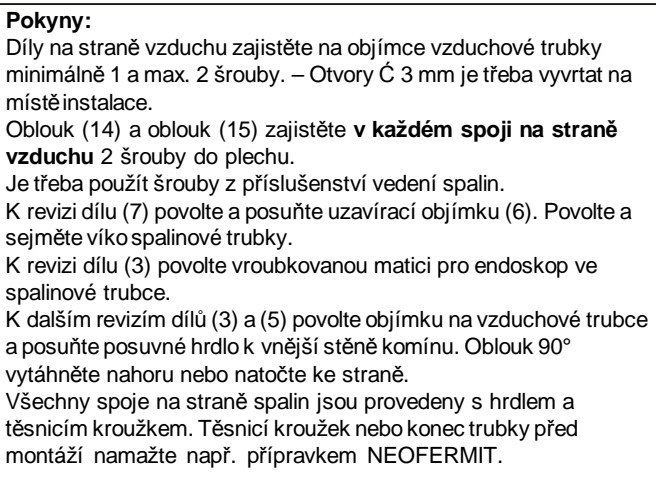 Pokyny:
Díly na straně vzduchu zajistěte na objímce vzduchové trubky
minimálně 1 a max. 2 šrouby. – Otvory Ć 3 mm je třeba vyvrtat na
místě instalace.
Oblouk (14) a oblouk (15) zajistěte v každém spoji na straně
vzduchu 2 šrouby do plechu.
Je třeba použít šrouby z příslušenství vedení spalin.
K revizi dílu (7) povolte a posuňte uzavírací objímku (6). Povolte a
sejměte víko spalinové trubky.
K revizi dílu (3) povolte vroubkovanou matici pro endoskop ve
spalinové trubce.
K dalším revizím dílů (3) a (5) povolte objímku na vzduchové trubce
a posuňte posuvné hrdlo k vnější stěně komínu. Oblouk 90°
vytáhněte nahoru nebo natočte ke straně.
Všechny spoje na straně spalin jsou provedeny s hrdlem a
těsnicím kroužkem. Těsnicí kroužek nebo konec trubky před
montáží namažte např. přípravkem NEOFERMIT.